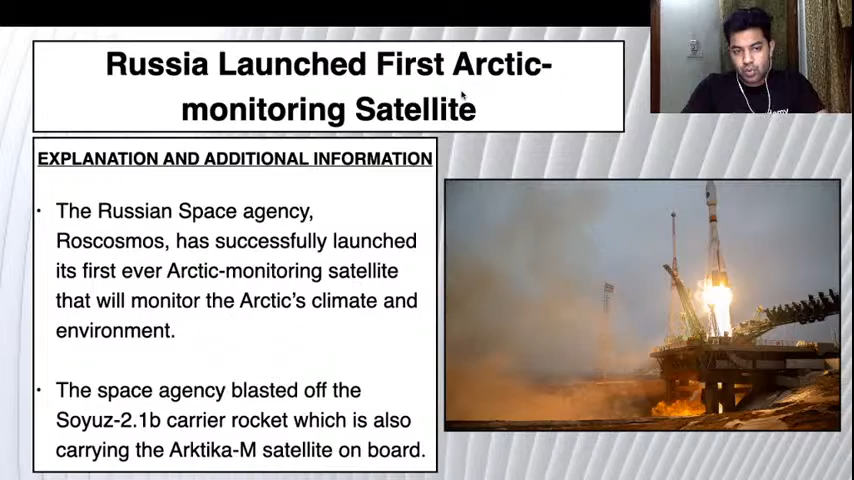 Russia Launched First Arctic-
monitoring Satellite
EXPLANATION AND ADDITIONAL INFORMATION
• The Russian Space agency,
Roscosmos, has successfully launched
its first ever Arctic-monitoring satellite
that will monitor the Arctic's climate and
environment.
• The space agency blasted off the
Soyuz-2.1b carrier rocket which is also
carrying the Arktika-M satellite on board.